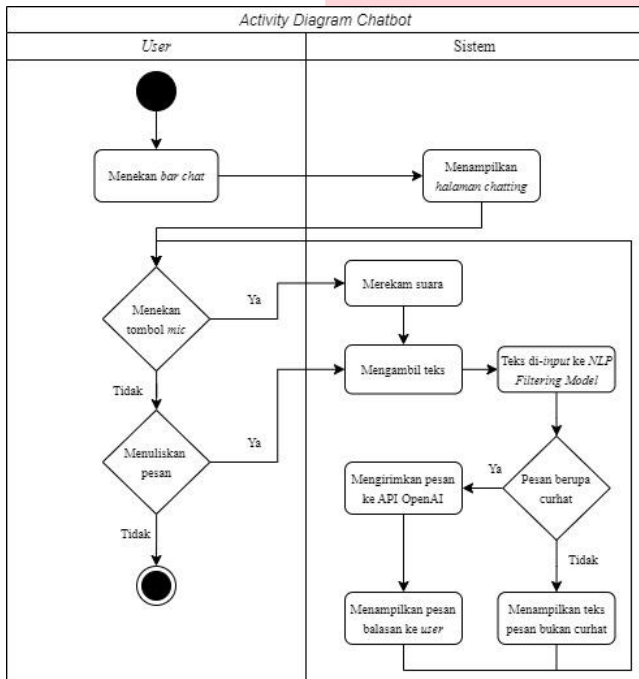 Activity Diagram Chatbot
User
Sistem
Menekan bar chat
Menampilkan
halaman chatting
Menekan
tombol mic
Ya
Merekam suara
Tidak
Mengambil teks
Teks di-input ke NLP
Filtering Model
Menuliskan
pesan
Ya
Mengirimkan pesan
ke API OpenAI
Ya
Pesan berupa
curhat
Tidak
Tidak
Menampilkan pesan
balasan ke user
Menampilkan teks
pesan bukan curhat